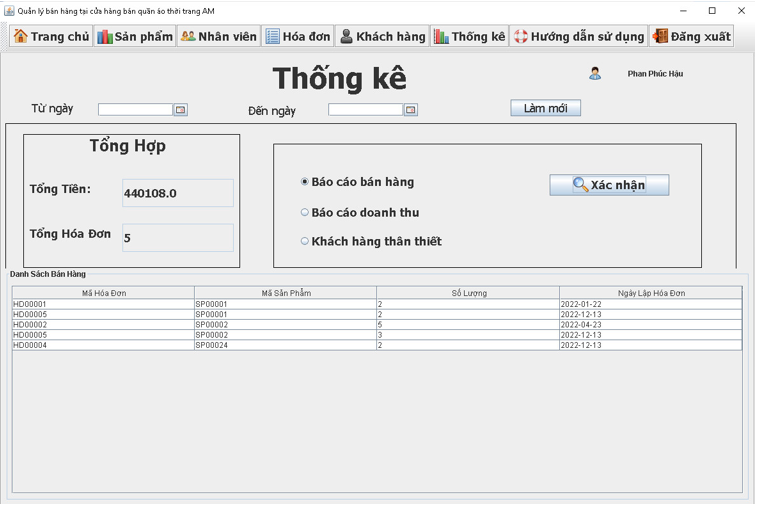 Quản lý bán hàng tại cửa hàng bán quần áo thời trang AM
Trang chủ Sản phẩm Nhân viên Hóa đơn Khách hàng Thống kê Hướng dẫn sử dụng Đăng xuất
Thống kê
Phan Phúc Hậu
Từ ngày Đến ngày Làm mới
Tổng Hợp
Tổng Tiền: 440108.0
Tổng Hóa Đơn 5
Báo cáo bán hàng
Báo cáo doanh thu
Khách hàng thân thiết
Xác nhận
Danh Sách Bán Hàng
Mã Hóa Đơn Mã Sản Phẩm Số Lượng Ngày Lập Hóa Đơn
HD00001 SP00001 2 2022-01-22
HD00005 SP00001 2 2022-12-13
HD00002 SP00002 5 2022-04-23
HD00005 SP00002 3 2022-12-13
HD00004 SP00024 2 2022-12-13